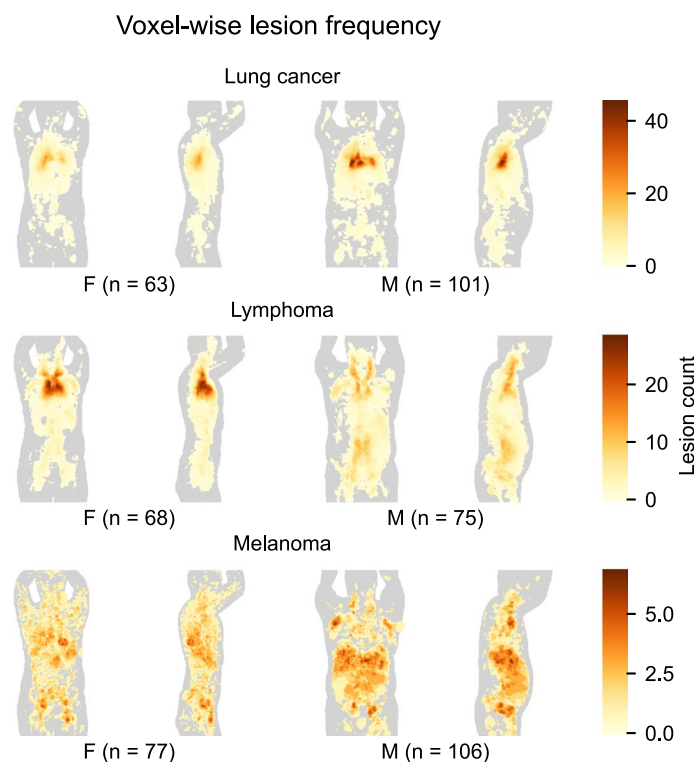 Voxel-wise lesion frequency
Lung cancer
40
20
0
F (n = 63)
M (n = 101)
Lymphoma
20
10
0
Lesion count
F (n = 68)
M (n = 75)
Melanoma
5.0
2.5
0.0
F (n = 77)
M (n = 106)